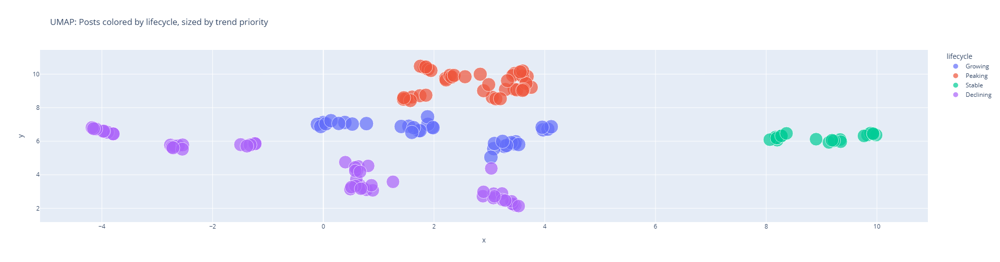 UMAP: Posts colored by lifecycle, sized by trend priority
lifecycle
Growing
Peaking
Stable
Declining
10
8
6
4
2
y
−4
−2
0
2
4
6
8
10
x